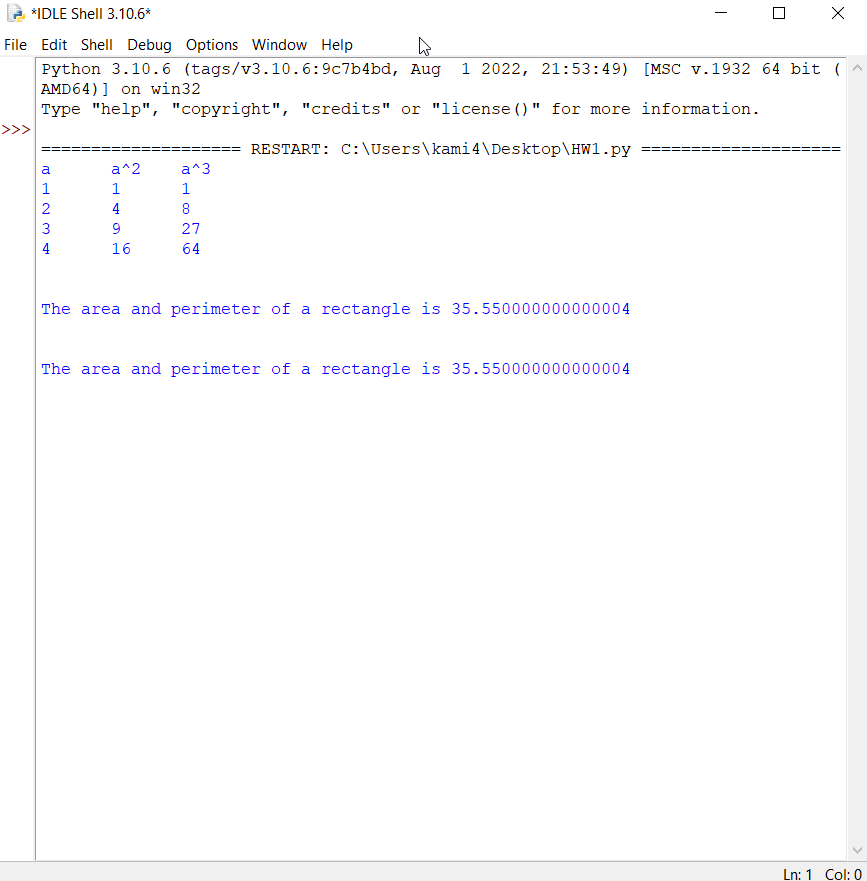 *IDLE Shell 3.10.6*
File Edit Shell Debug Options Window Help
Python 3.10.6 (tags/v3.10.6:9c7b4bd, Aug  1 2022, 21:53:49) [MSC v.1932 64 bit (
AMD64)] on win32
Type "help", "copyright", "credits" or "license()" for more information.
>>>
==================== RESTART: C:\Users\kami4\Desktop\HW1.py ====================
a      a^2    a^3
1      1      1
2      4      8
3      9      27
4      16     64
The area and perimeter of a rectangle is 35.550000000000004
The area and perimeter of a rectangle is 35.550000000000004
Ln: 1 Col: 0